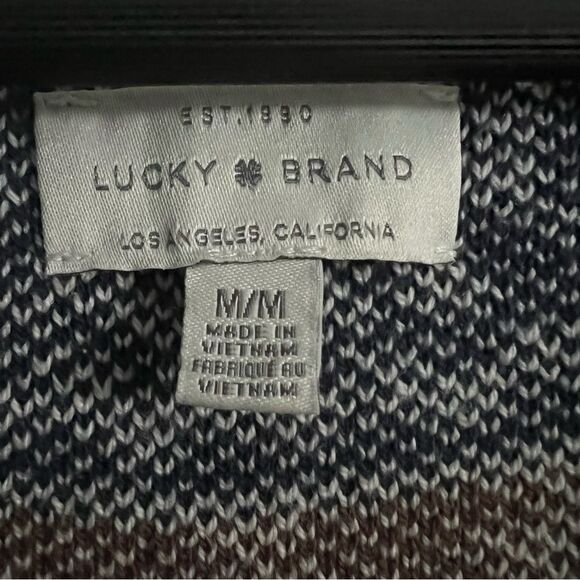 EST.1990
LUCKY BRAND
LOS ANGELES, CALIFORNIA
M/M
MADE IN
VIETNAM
FABRIQUÉ AU
VIETNAM